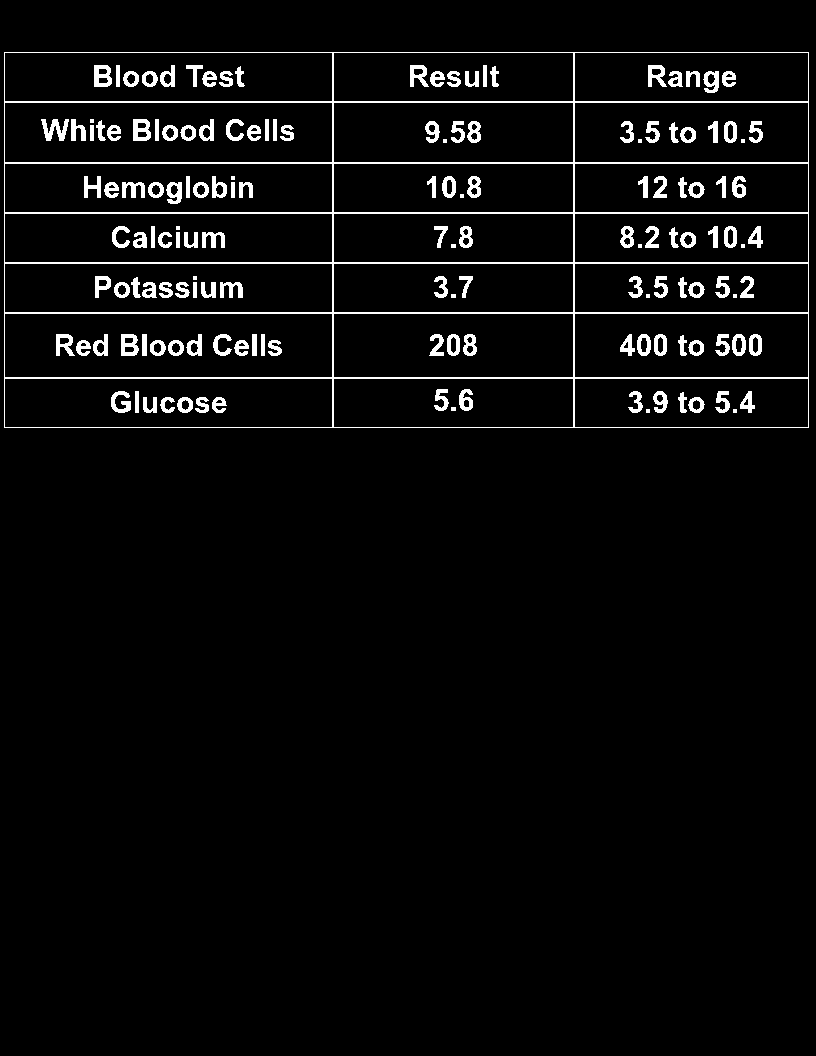 Blood Test Result Range
White Blood Cells 9.58 3.5 to 10.5
Hemoglobin 10.8 12 to 16
Calcium 7.8 8.2 to 10.4
Potassium 3.7 3.5 to 5.2
Red Blood Cells 208 400 to 500
Glucose 5.6 3.9 to 5.4